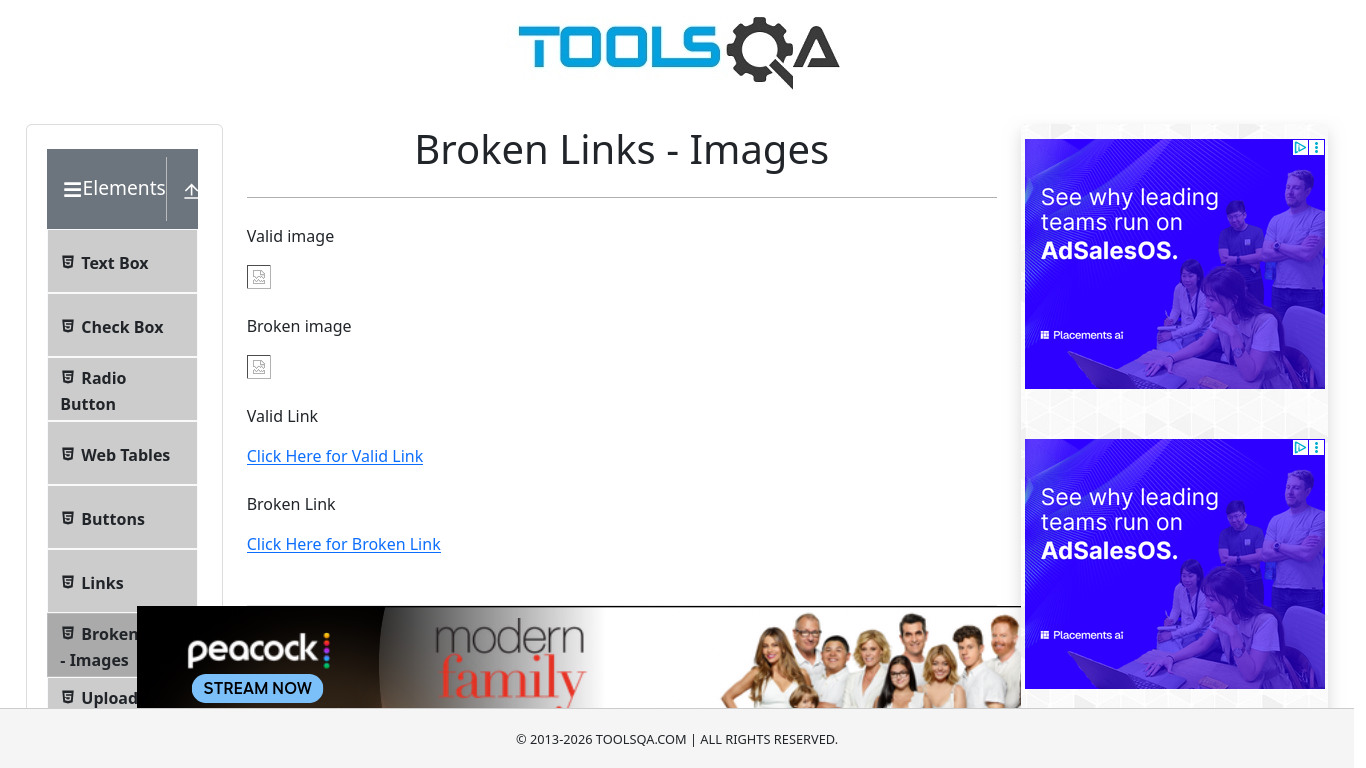 TOOLSQA
Elements
Text Box
Check Box
Radio
Button
Web Tables
Buttons
Links
Broken
- Images
Upload
Broken Links - Images
Valid image
Broken image
Valid Link
Click Here for Valid Link
Broken Link
Click Here for Broken Link
See why leading
teams run on
AdSalesOS.
Placements ai
See why leading
teams run on
AdSalesOS.
Placements ai
peacock
STREAM NOW
modern
family
© 2013-2026 TOOLSQA.COM | ALL RIGHTS RESERVED.